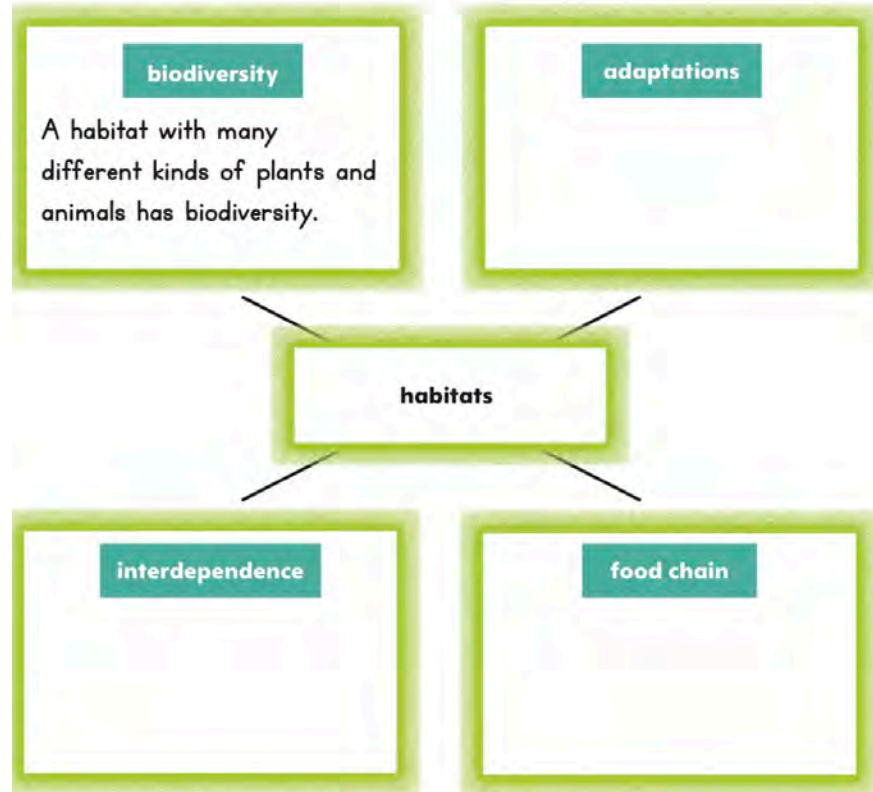 biodiversity
A habitat with many
different kinds of plants and
animals has biodiversity.
adaptations
habitats
interdependence
food chain